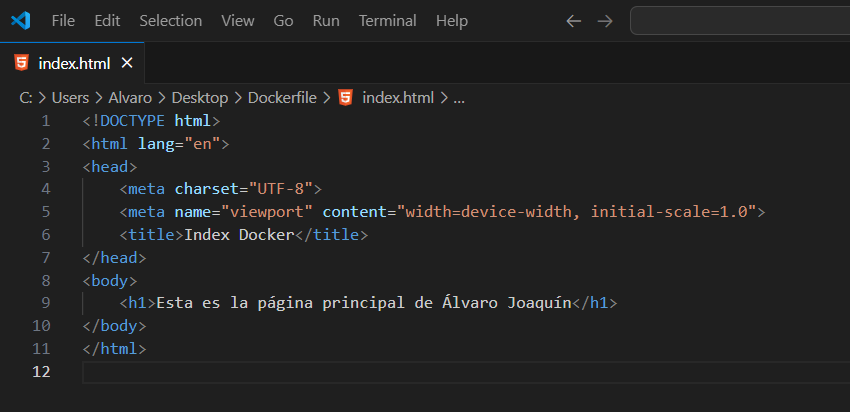 File Edit Selection View Go Run Terminal Help
index.html
C: > Users > Alvaro > Desktop > Dockerfile > index.html > ...
1 <!DOCTYPE html>
2 <html lang="en">
3 <head>
4 <meta charset="UTF-8">
5 <meta name="viewport" content="width=device-width, initial-scale=1.0">
6 <title>Index Docker</title>
7 </head>
8 <body>
9 <h1>Esta es la página principal de Álvaro Joaquín</h1>
10 </body>
11 </html>
12